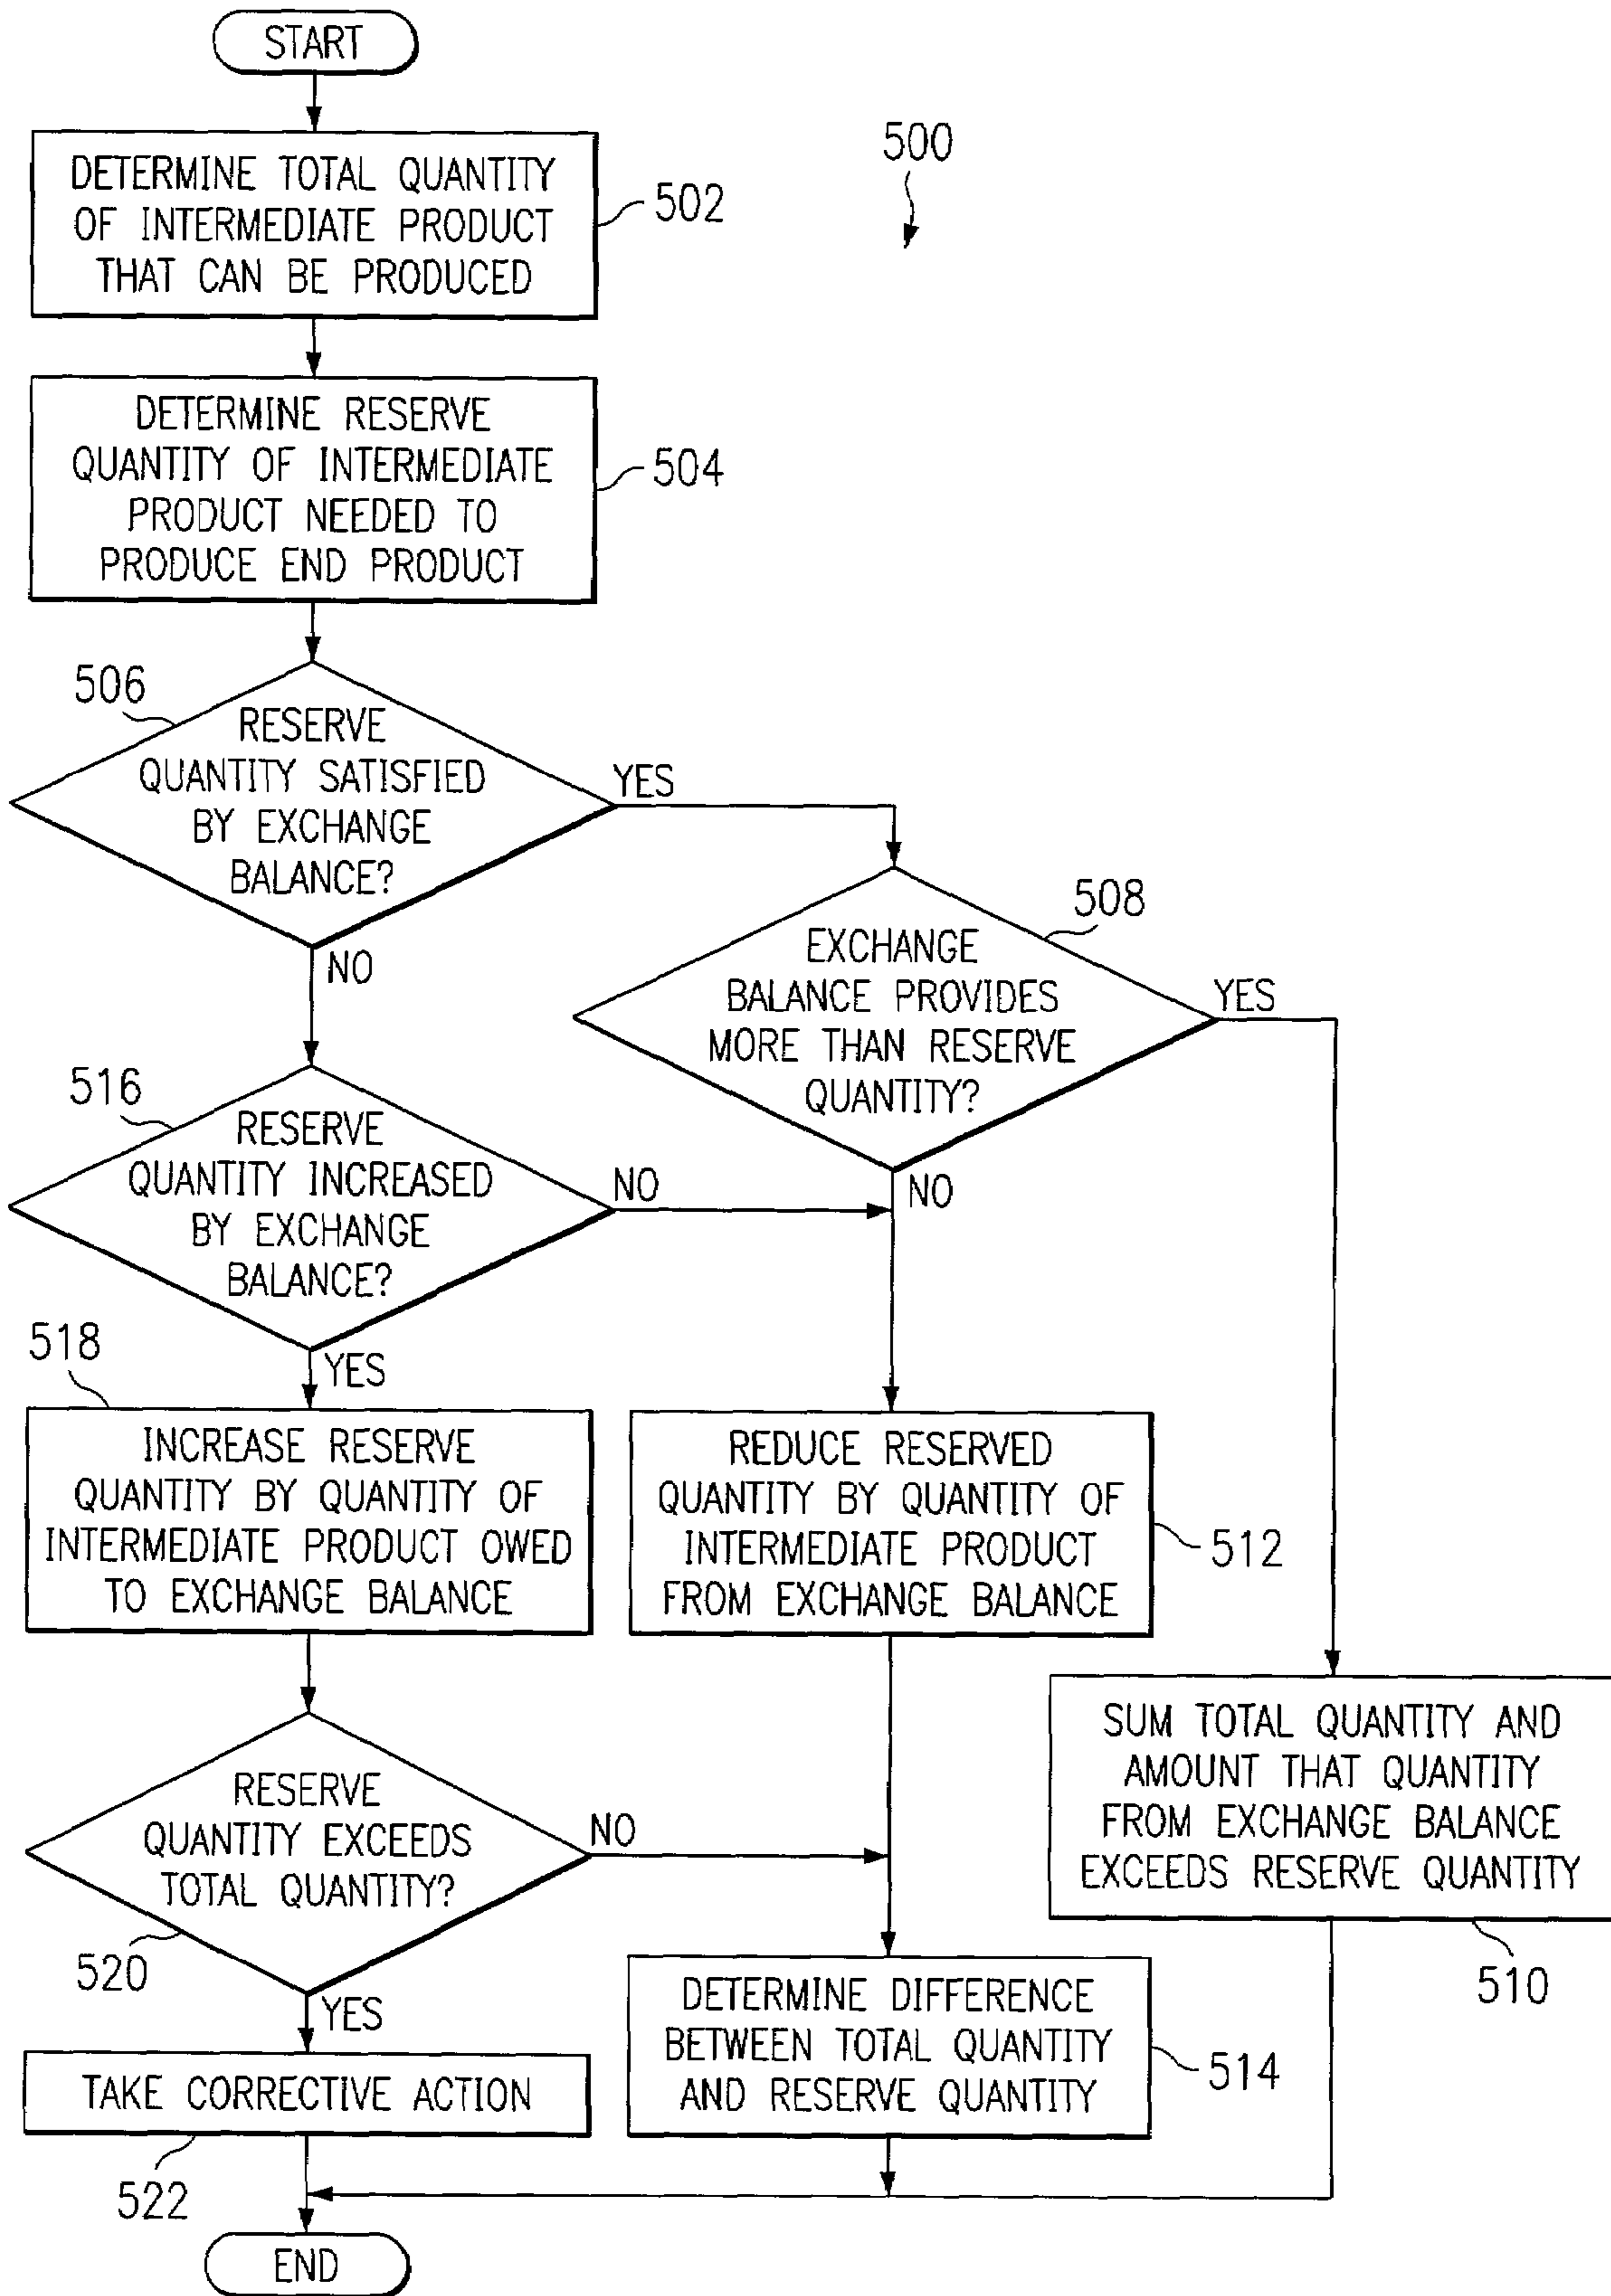 START
500
DETERMINE TOTAL QUANTITY
OF INTERMEDIATE PRODUCT
THAT CAN BE PRODUCED
502
DETERMINE RESERVE
QUANTITY OF INTERMEDIATE
PRODUCT NEEDED TO
PRODUCE END PRODUCT
504
506
RESERVE
QUANTITY SATISFIED
BY EXCHANGE
BALANCE?
YES
NO
508
EXCHANGE
BALANCE PROVIDES
MORE THAN RESERVE
QUANTITY?
YES
NO
516
RESERVE
QUANTITY INCREASED
BY EXCHANGE
BALANCE?
NO
YES
518
INCREASE RESERVE
QUANTITY BY QUANTITY OF
INTERMEDIATE PRODUCT OWED
TO EXCHANGE BALANCE
REDUCE RESERVED
QUANTITY BY QUANTITY OF
INTERMEDIATE PRODUCT
FROM EXCHANGE BALANCE
512
SUM TOTAL QUANTITY AND
AMOUNT THAT QUANTITY
FROM EXCHANGE BALANCE
EXCEEDS RESERVE QUANTITY
510
RESERVE
QUANTITY EXCEEDS
TOTAL QUANTITY?
NO
520
YES
DETERMINE DIFFERENCE
BETWEEN TOTAL QUANTITY
AND RESERVE QUANTITY
514
TAKE CORRECTIVE ACTION
522
END